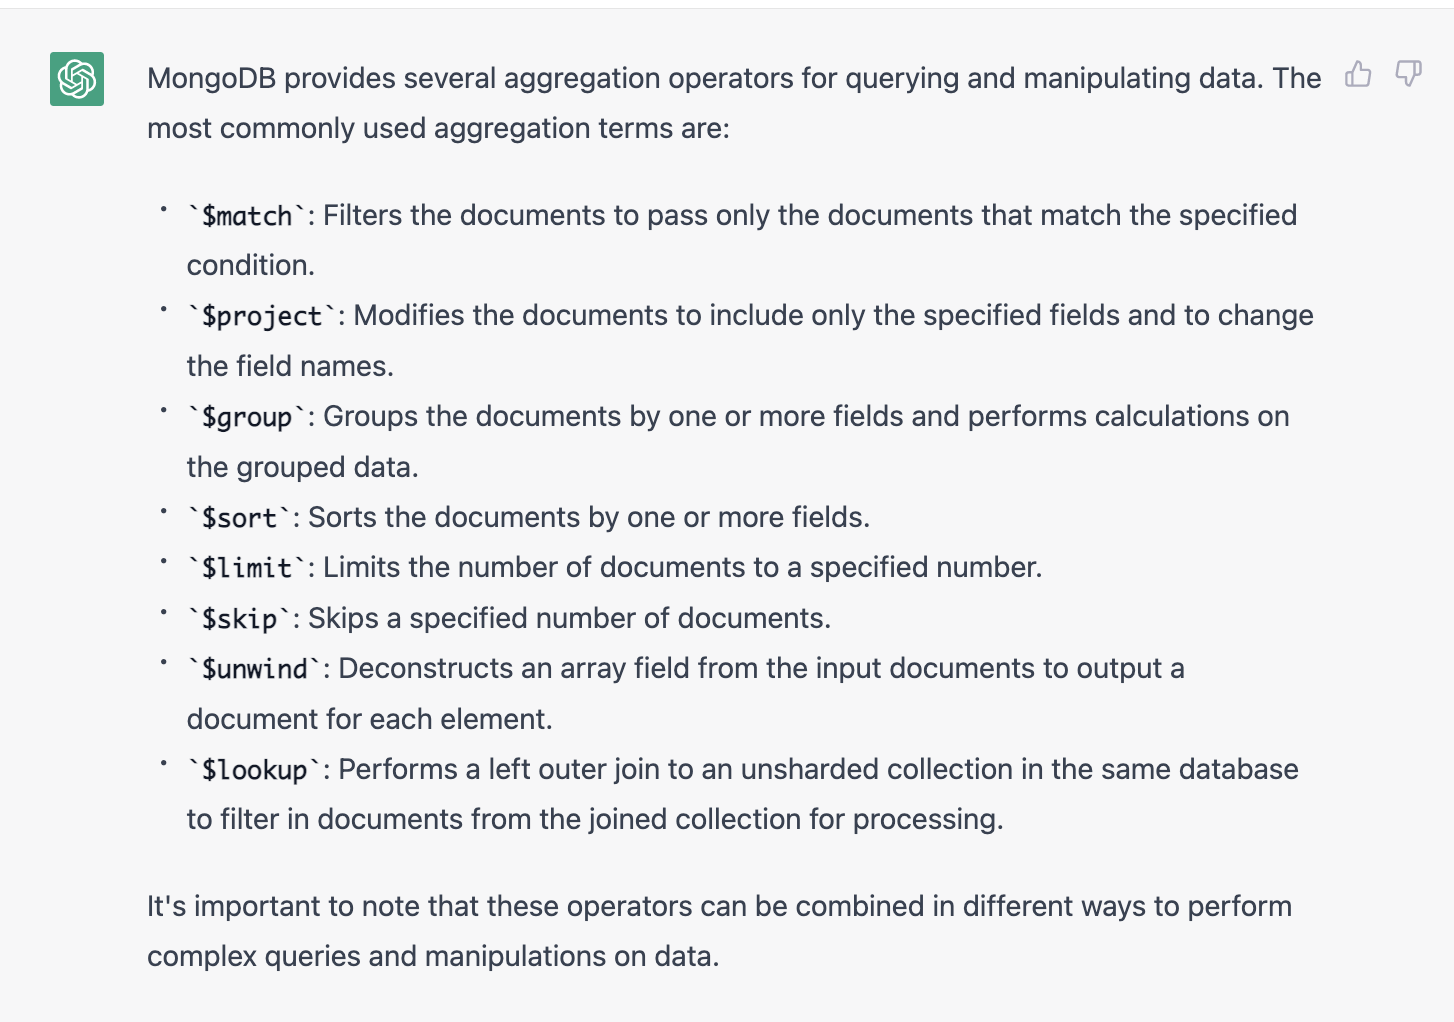 MongoDB provides several aggregation operators for querying and manipulating data. The
most commonly used aggregation terms are:
• `$match`: Filters the documents to pass only the documents that match the specified
condition.
• `$project`: Modifies the documents to include only the specified fields and to change
the field names.
• `$group`: Groups the documents by one or more fields and performs calculations on
the grouped data.
• `$sort`: Sorts the documents by one or more fields.
• `$limit`: Limits the number of documents to a specified number.
• `$skip`: Skips a specified number of documents.
• `$unwind`: Deconstructs an array field from the input documents to output a
document for each element.
• `$lookup`: Performs a left outer join to an unsharded collection in the same database
to filter in documents from the joined collection for processing.
It's important to note that these operators can be combined in different ways to perform
complex queries and manipulations on data.